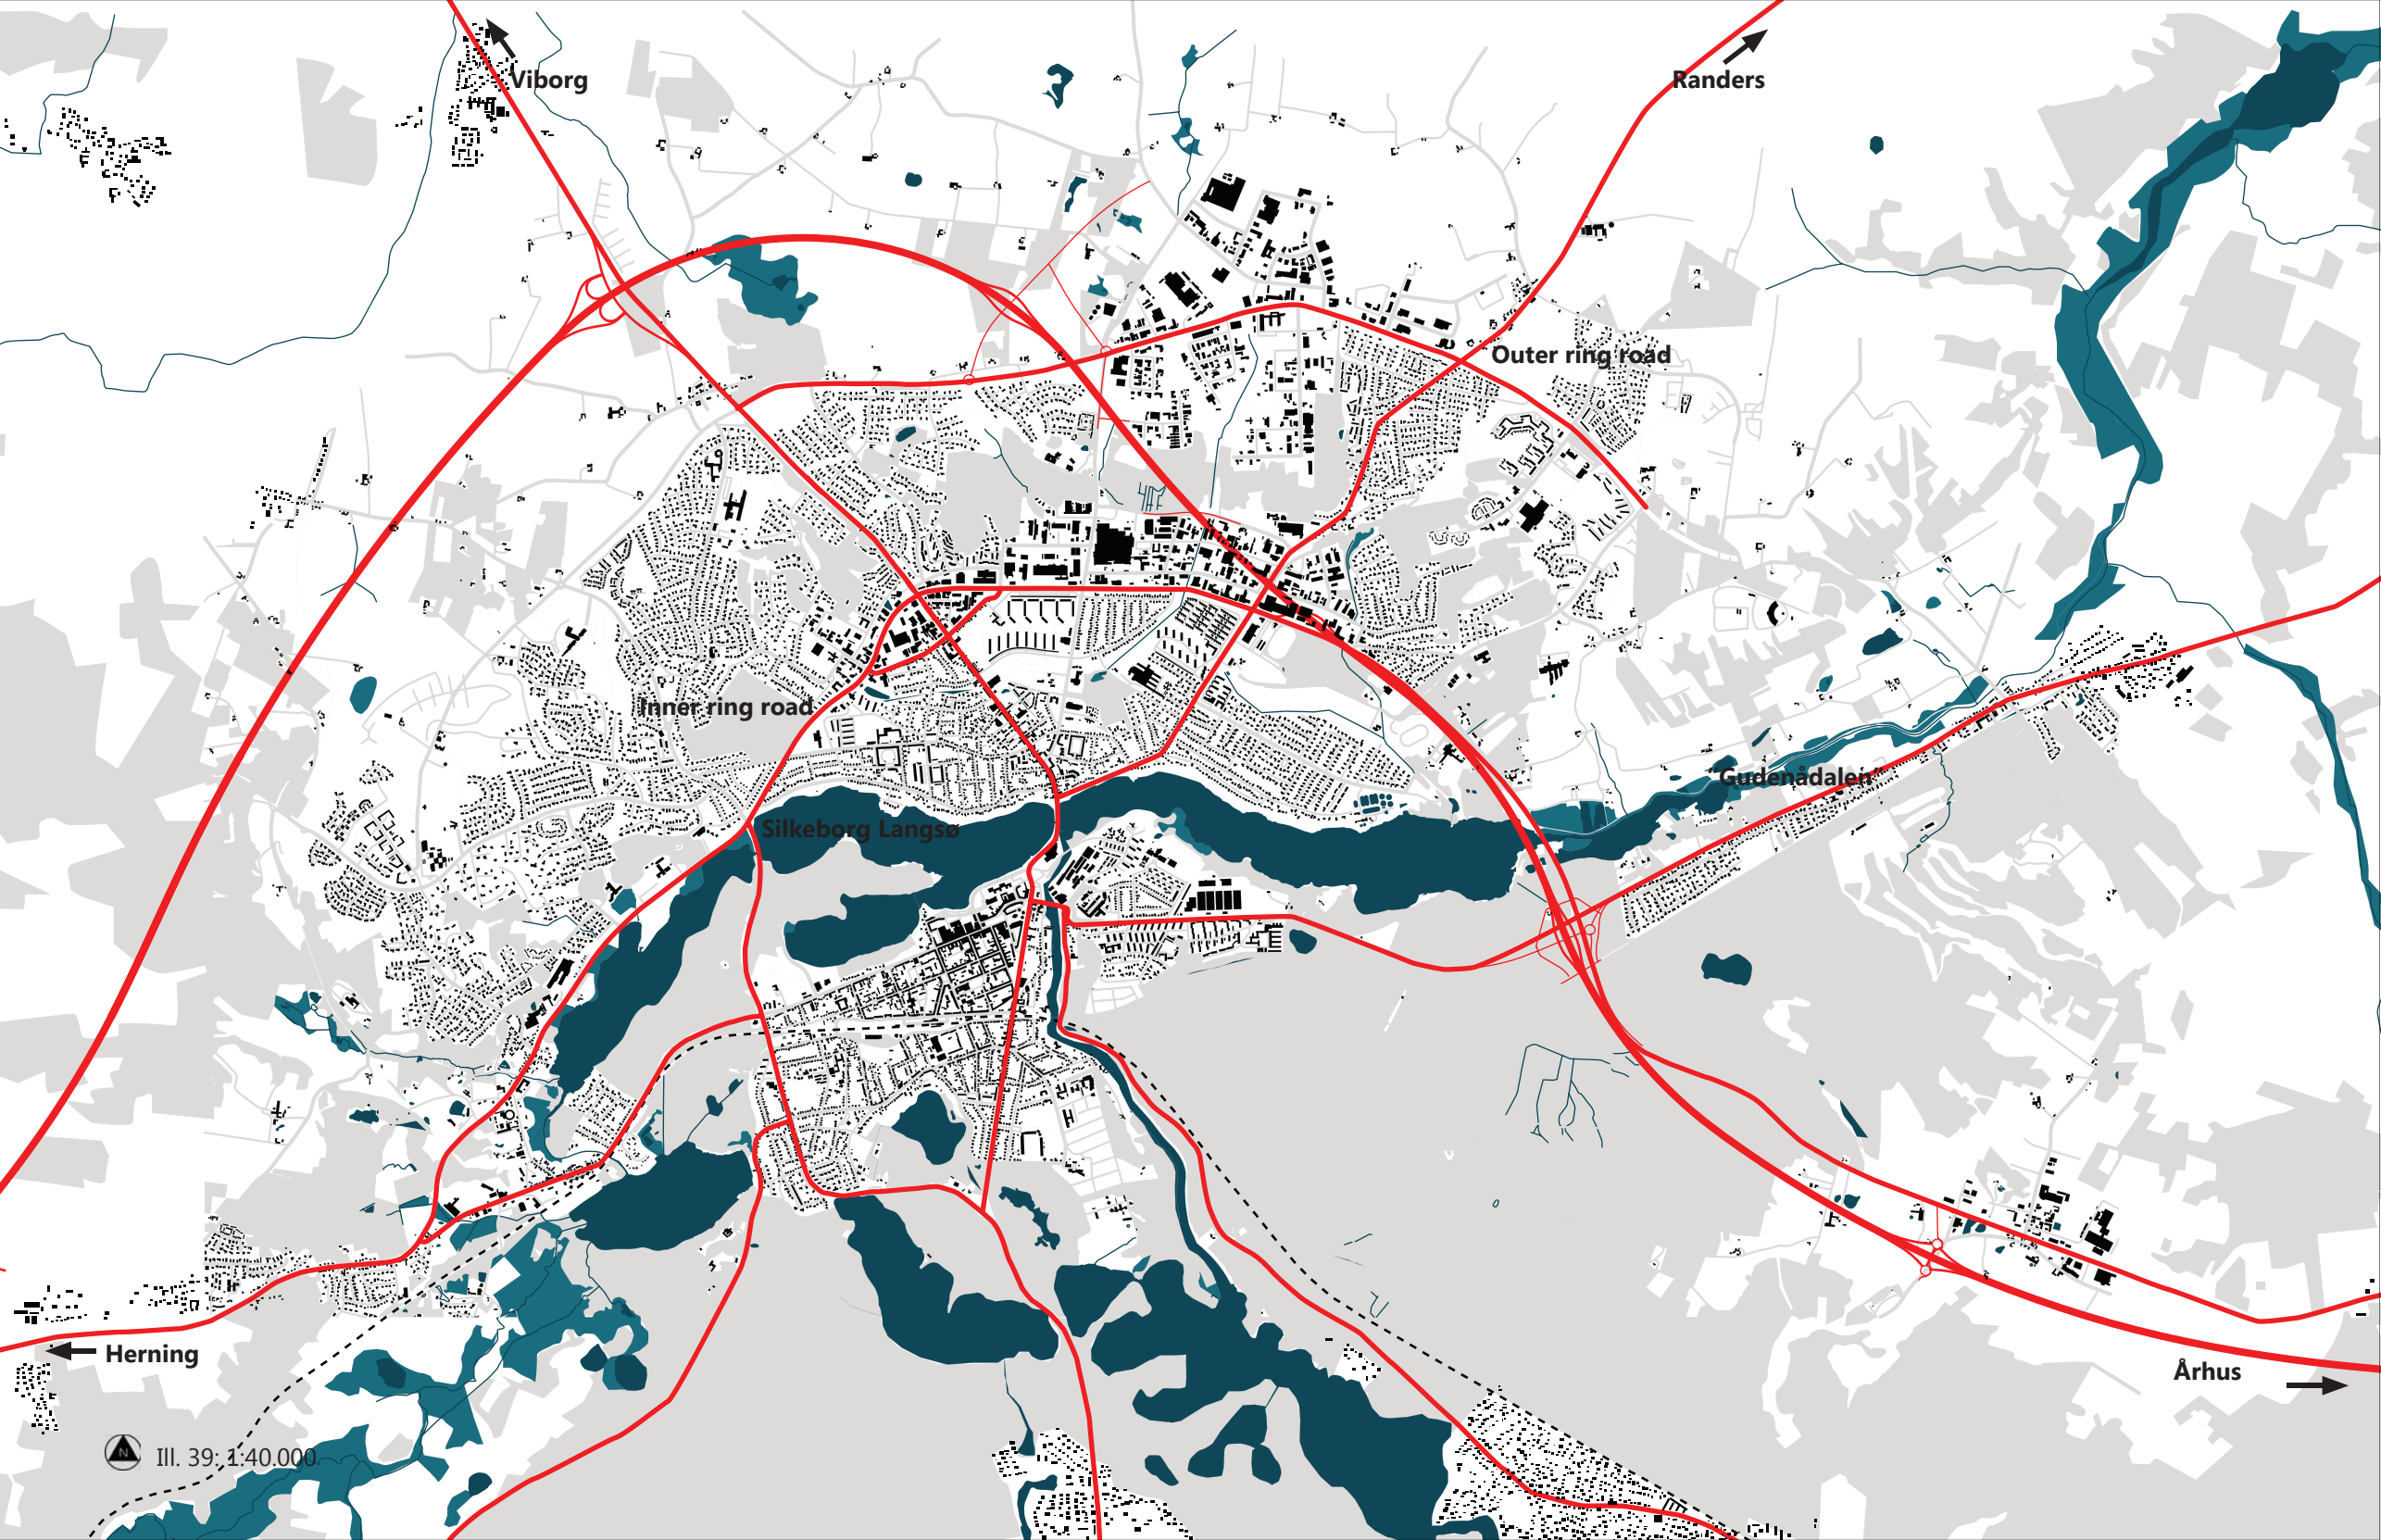 Viborg
Randers
Outer ring road
Inner ring road
"Gudenådalen"
Silkeborg Langsø
Herning
Århus
N
Ill. 39: 1:40.000